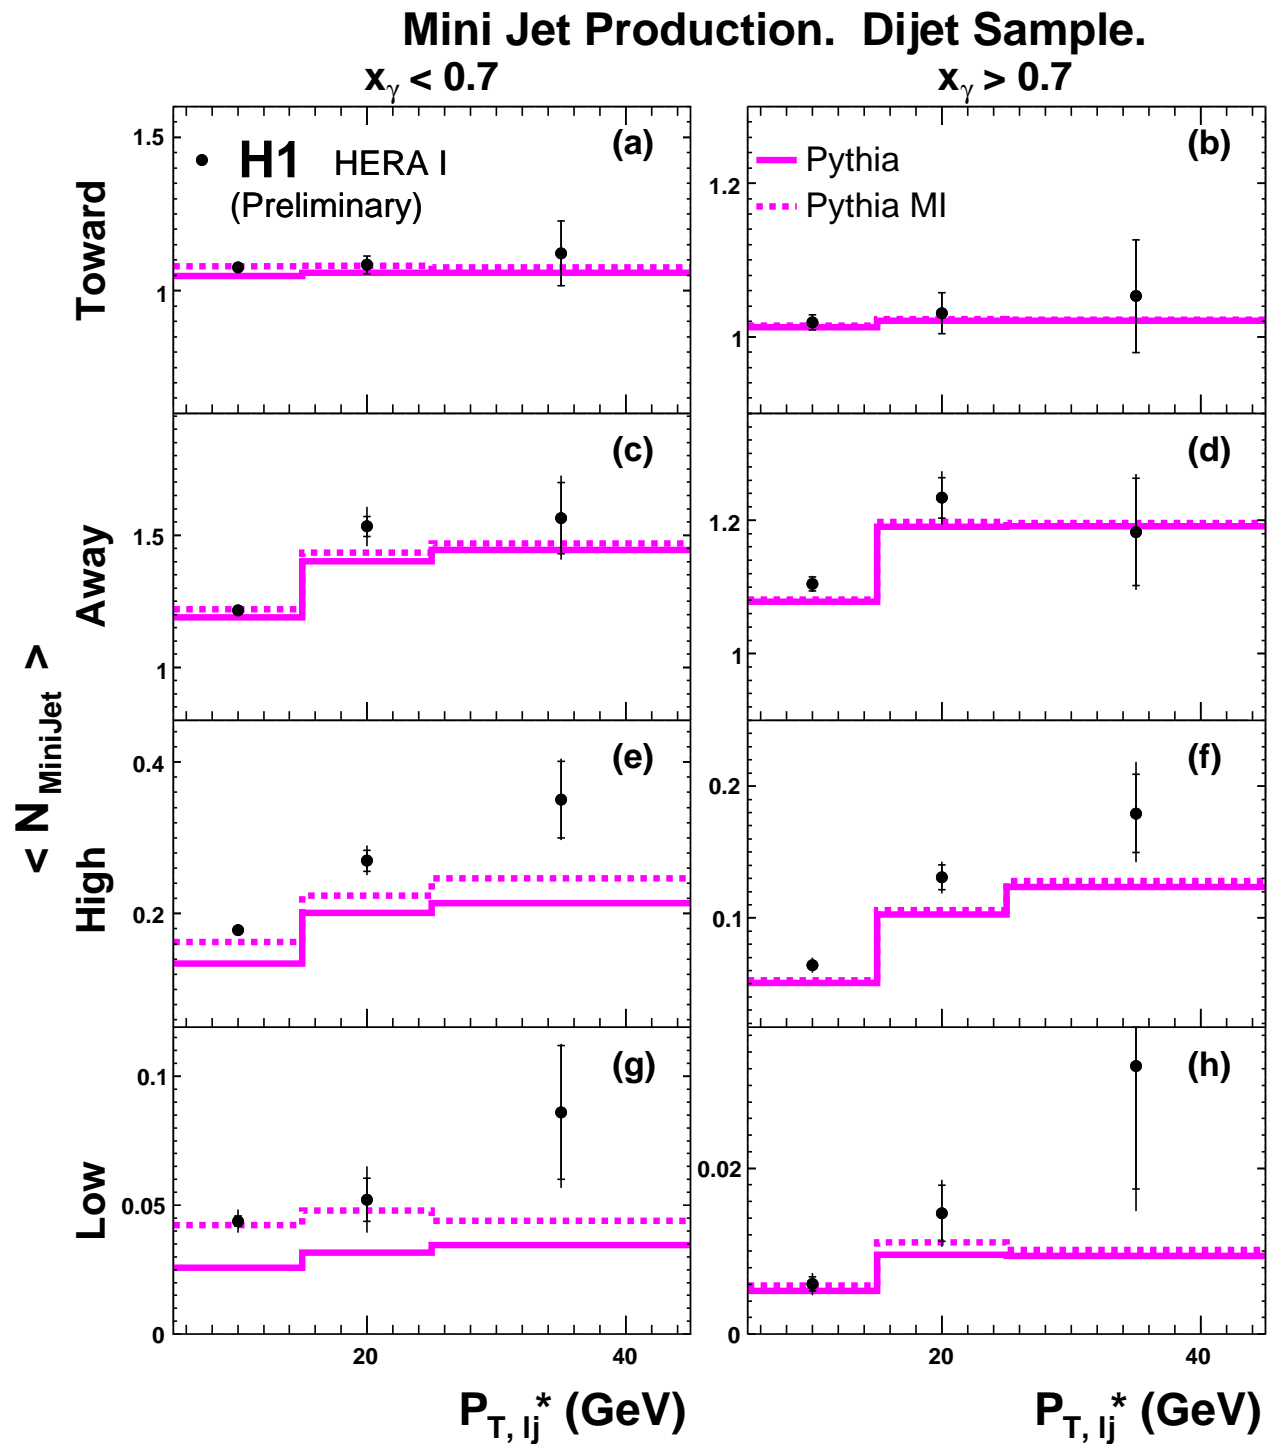 Mini Jet Production.  Dijet Sample.
xγ < 0.7
xγ > 0.7
< N MiniJet >
Toward
1.5
1
H1 HERA I
(Preliminary)
(a)
1.2
1
Pythia
Pythia MI
(b)
Away
1.5
1
(c)
1.2
1
(d)
High
0.4
0.2
(e)
0.2
0.1
(f)
Low
0.1
0.05
0
(g)
0.02
0
(h)
20 40
20 40
P T, lj * (GeV)
P T, lj * (GeV)